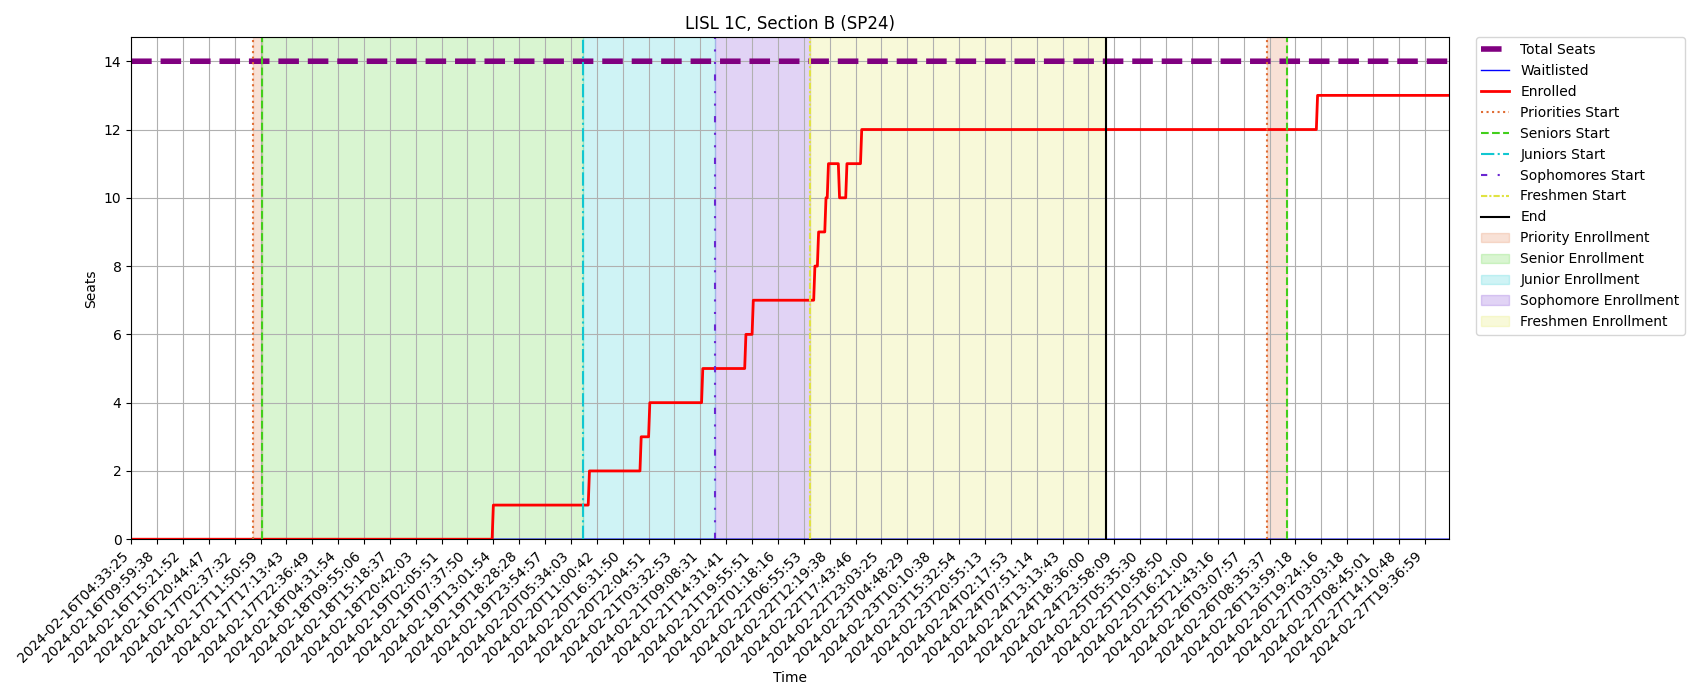 LISL 1C, Section B (SP24)
Seats
14
12
10
8
6
4
2
0
Total Seats
Waitlisted
Enrolled
Priorities Start
Seniors Start
Juniors Start
Sophomores Start
Freshmen Start
End
Priority Enrollment
Senior Enrollment
Junior Enrollment
Sophomore Enrollment
Freshmen Enrollment
2024-02-16T04:33:25
2024-02-16T09:59:38
2024-02-16T15:21:52
2024-02-16T20:44:47
2024-02-17T02:37:32
2024-02-17T11:50:59
2024-02-17T17:13:43
2024-02-17T22:36:49
2024-02-18T04:31:54
2024-02-18T09:55:06
2024-02-18T15:18:37
2024-02-18T20:42:03
2024-02-19T02:05:51
2024-02-19T07:37:50
2024-02-19T13:01:54
2024-02-19T18:28:28
2024-02-19T23:54:57
2024-02-20T05:34:03
2024-02-20T11:00:42
2024-02-20T16:31:50
2024-02-20T22:04:51
2024-02-21T03:32:53
2024-02-21T09:08:31
2024-02-21T14:31:41
2024-02-21T19:55:51
2024-02-22T01:18:16
2024-02-22T06:55:53
2024-02-22T12:19:38
2024-02-22T17:43:46
2024-02-22T23:03:25
2024-02-23T04:48:29
2024-02-23T10:10:38
2024-02-23T15:32:54
2024-02-23T20:55:13
2024-02-24T02:17:53
2024-02-24T07:51:14
2024-02-24T13:13:43
2024-02-24T18:36:00
2024-02-24T23:58:09
2024-02-25T05:35:30
2024-02-25T10:58:50
2024-02-25T16:21:00
2024-02-25T21:43:16
2024-02-26T03:07:57
2024-02-26T08:35:37
2024-02-26T13:59:18
2024-02-26T19:24:16
2024-02-27T03:03:18
2024-02-27T08:45:01
2024-02-27T14:10:48
2024-02-27T19:36:59
Time